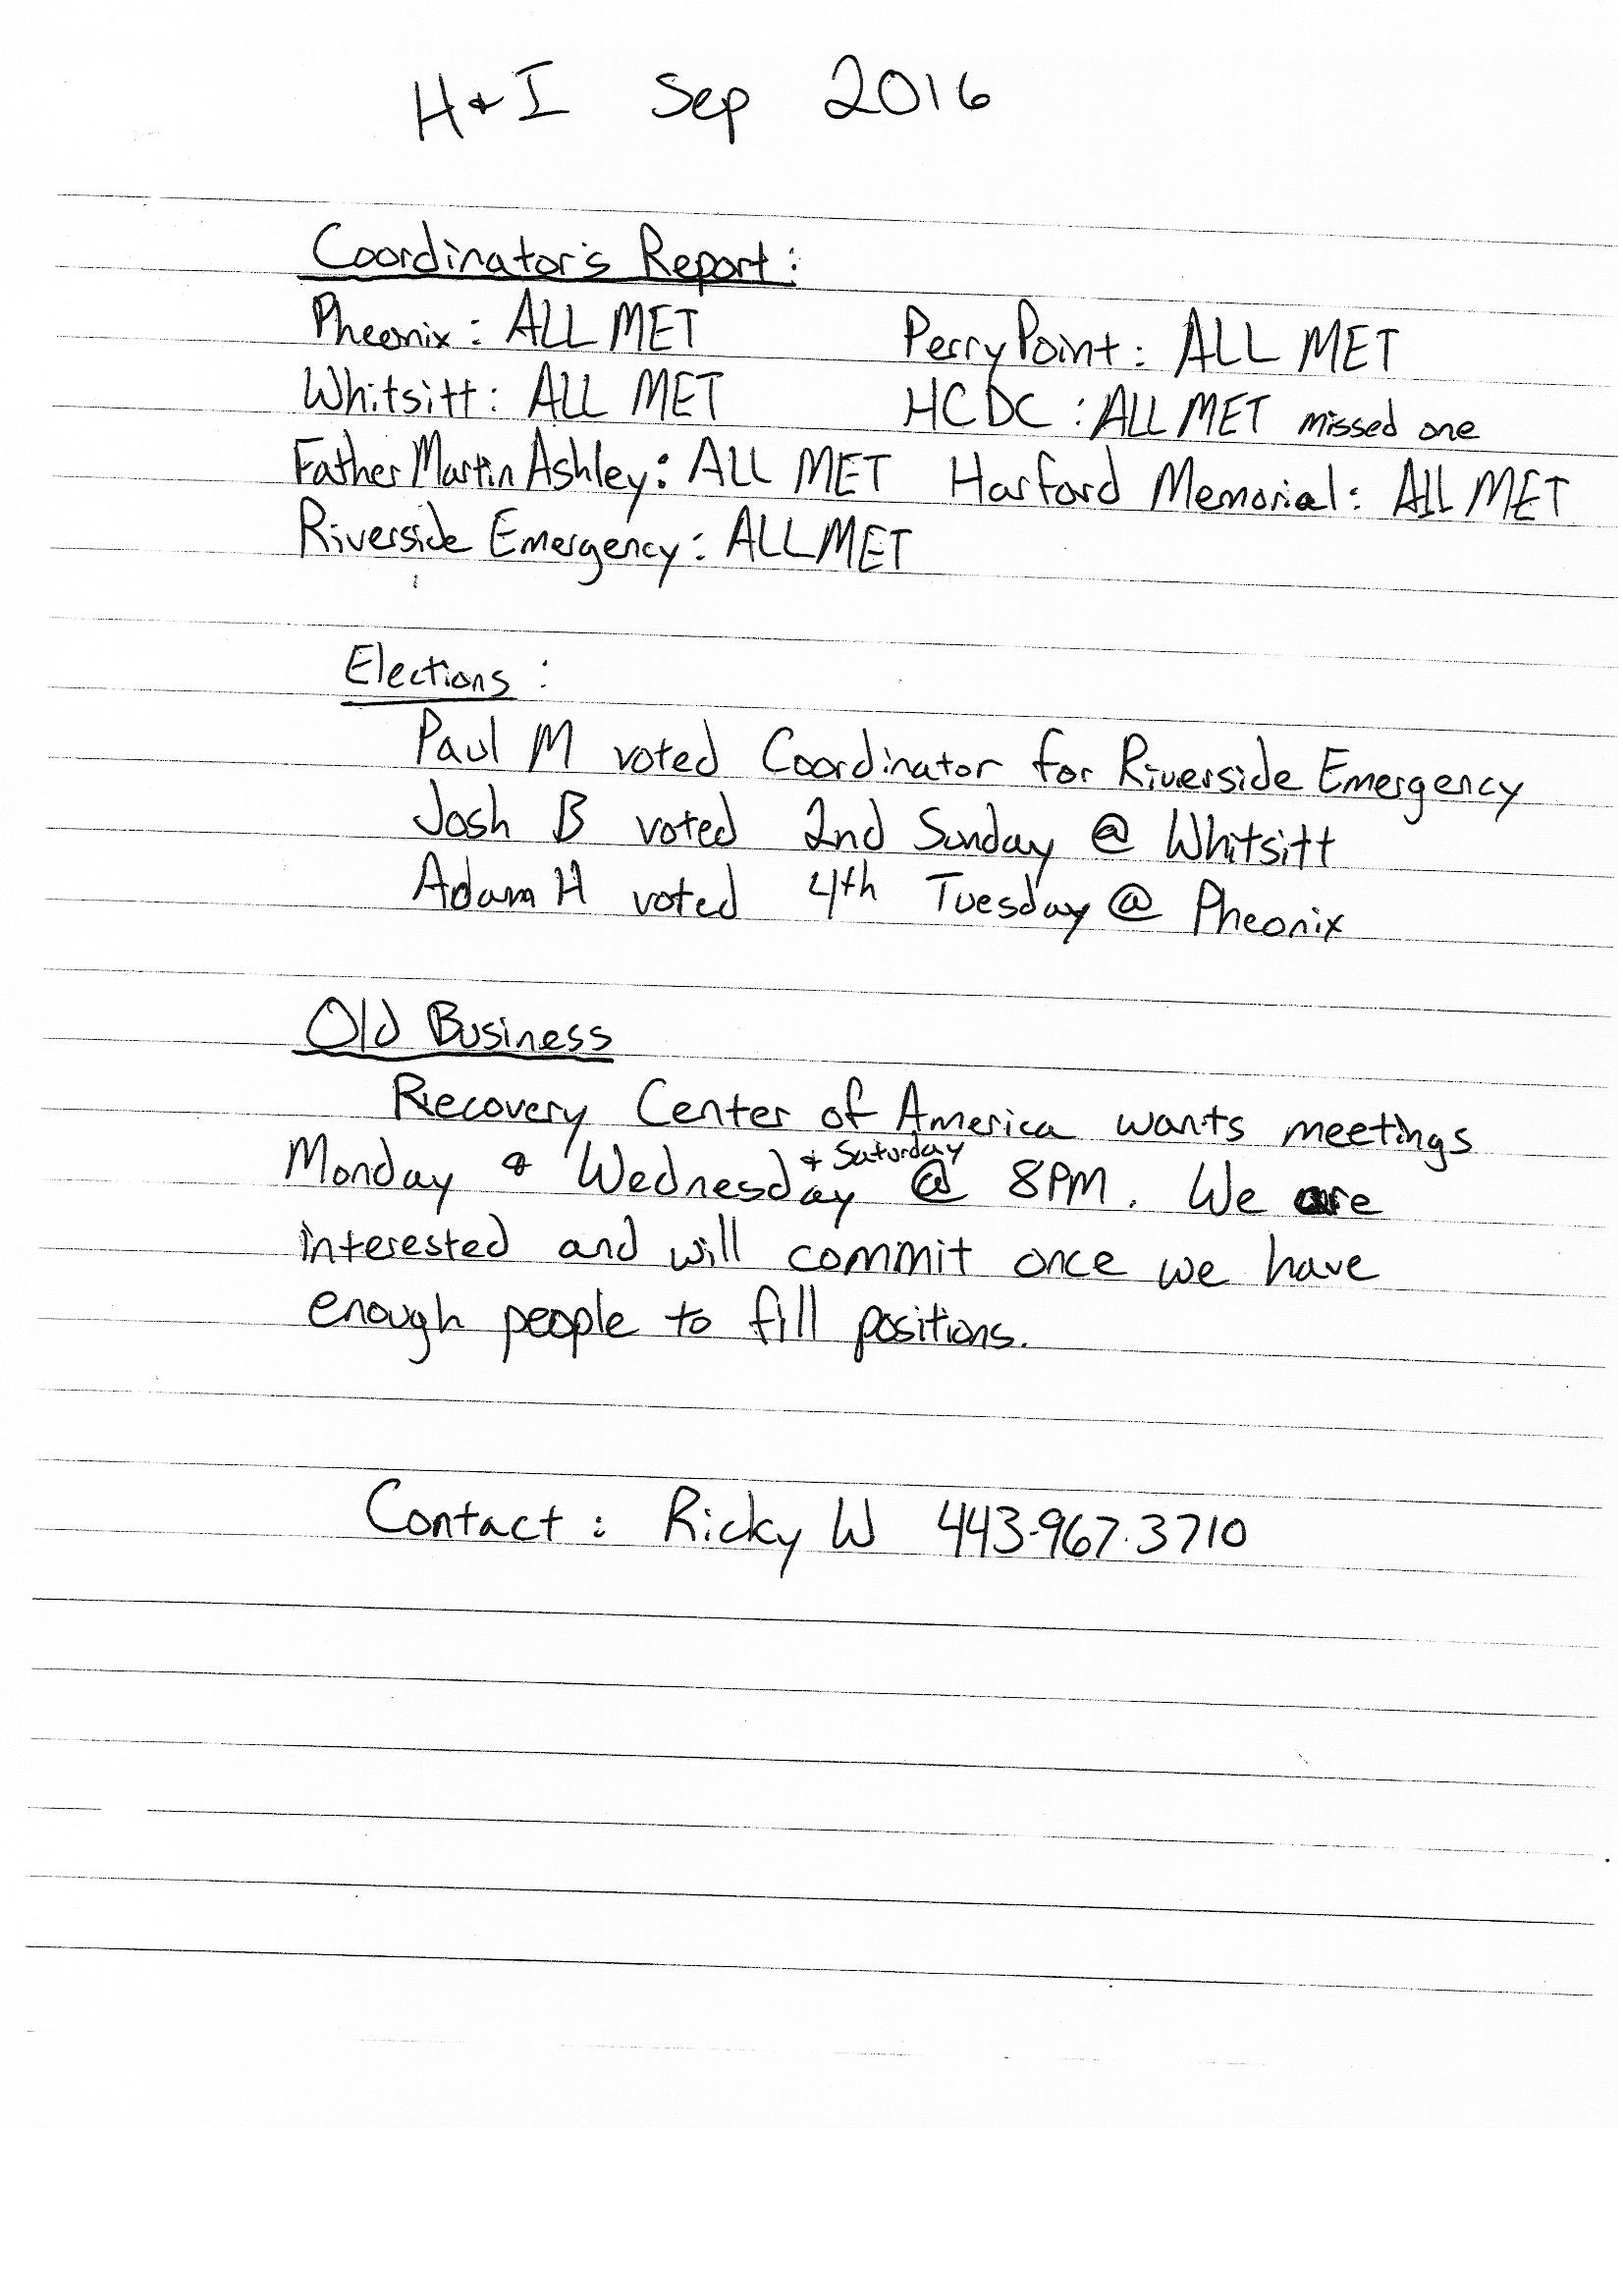 H & I Sep 2016
Coordinator's Report:
Pheonix: ALL MET Perry Point: ALL MET
Whitsitt: ALL MET HCDC: ALL MET missed one
Father Martin Ashley: ALL MET Harford Memorial: ALL MET
Riverside Emergency: ALL MET
Elections:
Paul M voted Coordinator for Riverside Emergency
Josh B voted 2nd Sunday @ Whitsitt
Adam H voted 4th Tuesday @ Pheonix
Old Business
Recovery Center of America wants meetings
Monday & Wednesday & Saturday @ 8PM. We are
interested and will commit once we have
enough people to fill positions.
Contact: Ricky W 443-967-3710